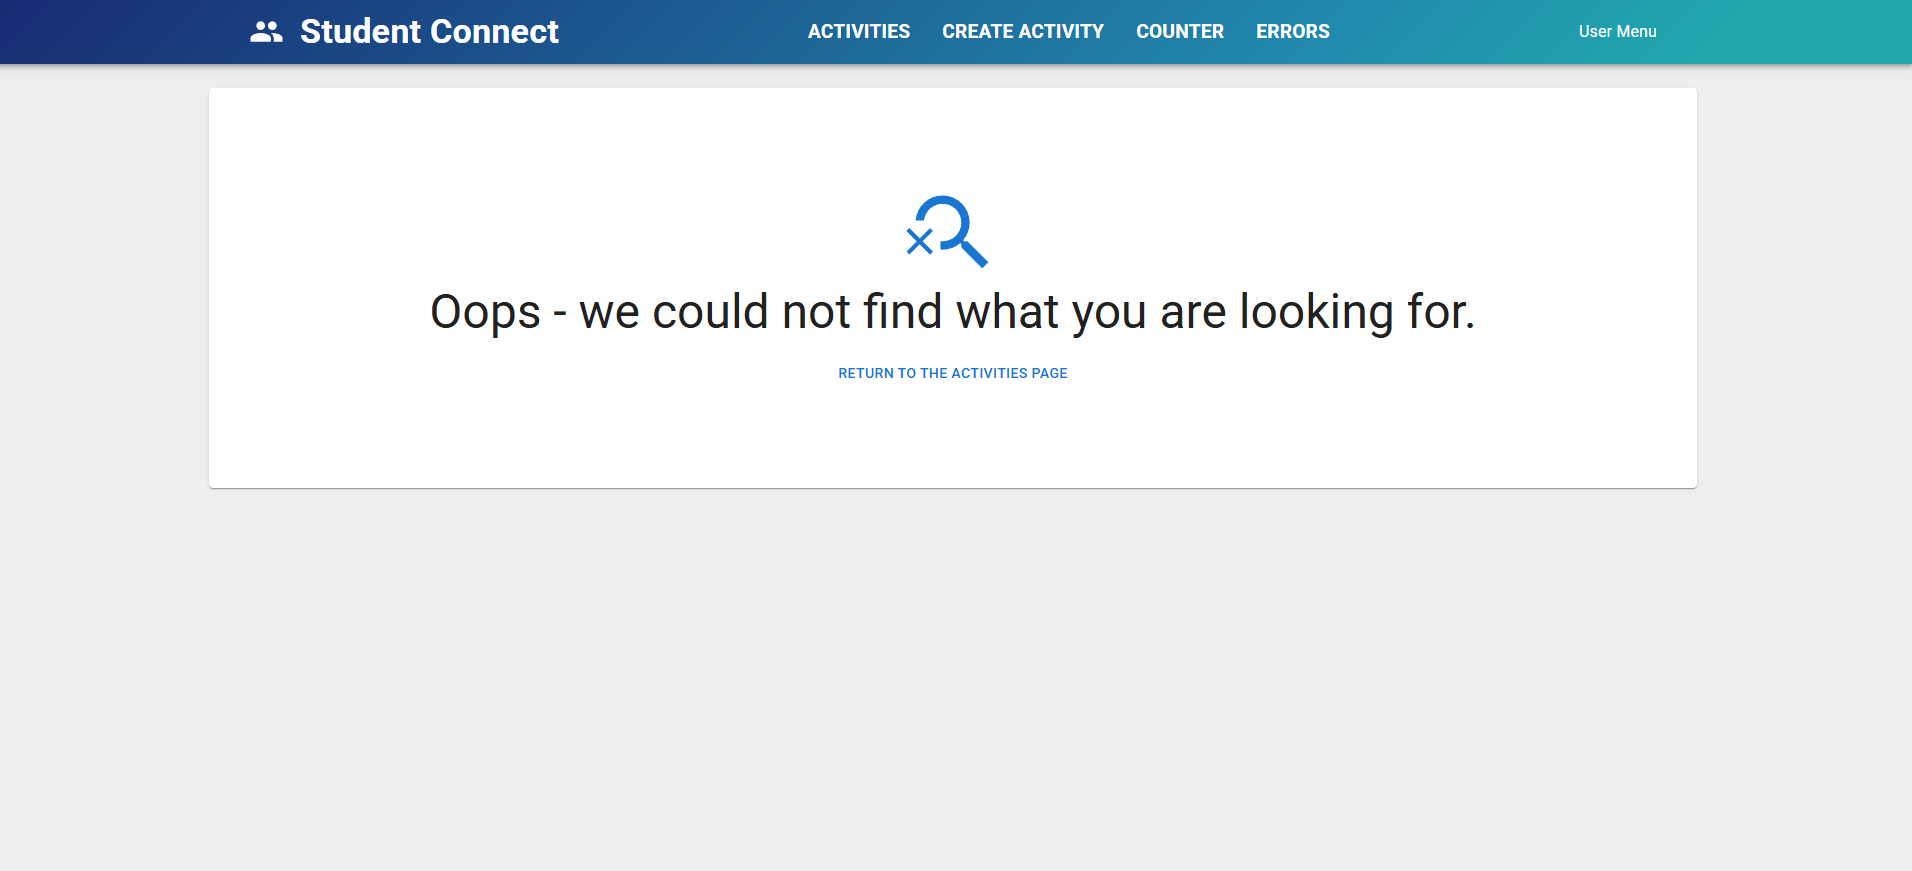 Student Connect
ACTIVITIES
CREATE ACTIVITY
COUNTER
ERRORS
User Menu
Oops - we could not find what you are looking for.
RETURN TO THE ACTIVITIES PAGE